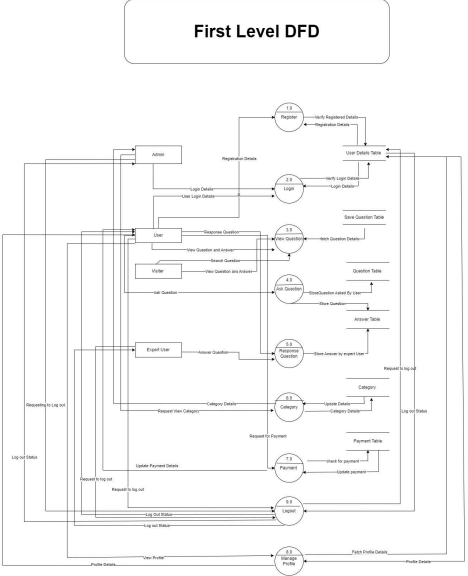 First Level DFD
1.0
Register
Verify Registered Details
Registration Details
Admin
User Details Table
Registration Details
2.0
Login
Verify Login Details
Login Details
Login Details
User Login Details
Save Question Table
3.0
View Question
User
Response Question
fetch Question Details
View Question and Answer
Search Question
Visiter
View Question and Answer
Question Table
4.0
Ask Question
Ask Question
StoreQuestion Asked By User
Store Question
Answer Table
5.0
Response
Question
Expert User
Answer Question
Store Answer by expert User
Request to log out
Category
6.0
Category
Category Details
Update Details
Requesting to Log out
Request View Category
Category Details
Log our Status
Request for Payment
Payment Table
Log our Status
7.0
Payment
check for payment
Update Payment Details
Update payment
Request to log out
Request to log out
9.0
Logout
Log Out Status
Log out Status
8.0
Manage
Profile
Fetch Profile Details
View Profile
Profile Details
Profile Details